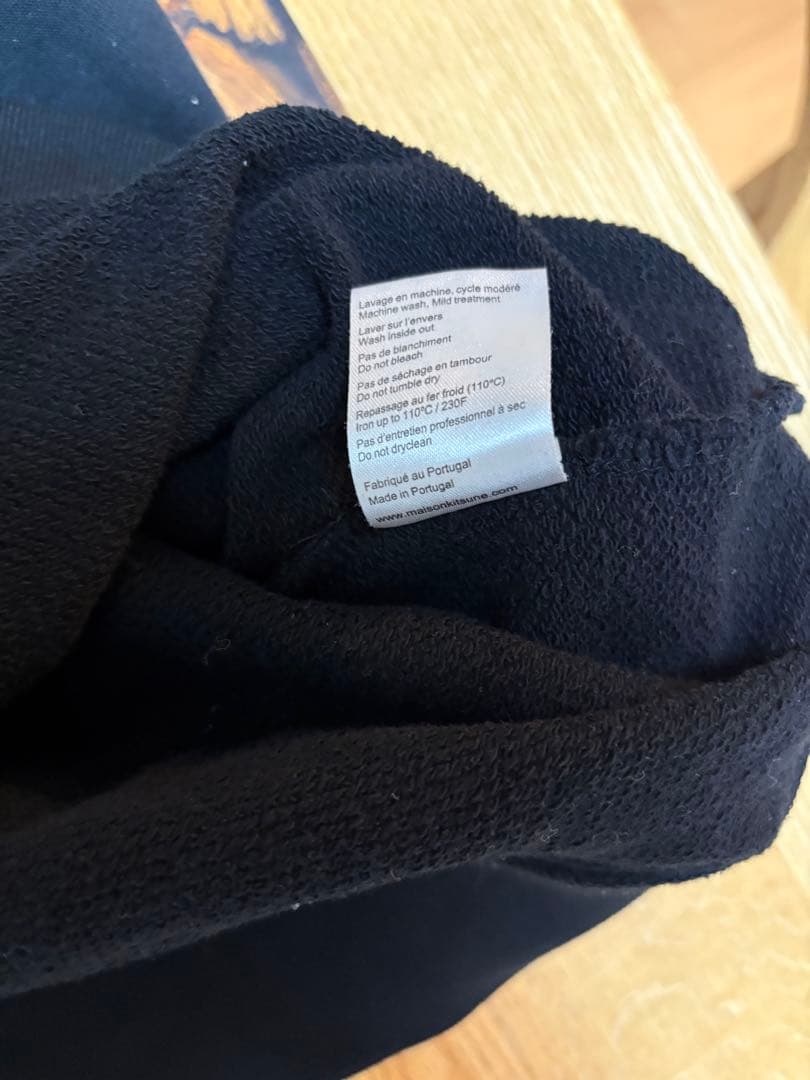 Lavage en machine, cycle modéré
Machine wash, Mild treatment
Laver sur l'envers
Wash inside out
Pas de blanchiment
Do not bleach
Pas de séchage en tambour
Do not tumble dry
Repassage au fer froid (110°C)
Iron up to 110°C / 230F
Pas d'entretien professionnel à sec
Do not dryclean
Fabriqué au Portugal
Made in Portugal
www.maisonkitsune.com